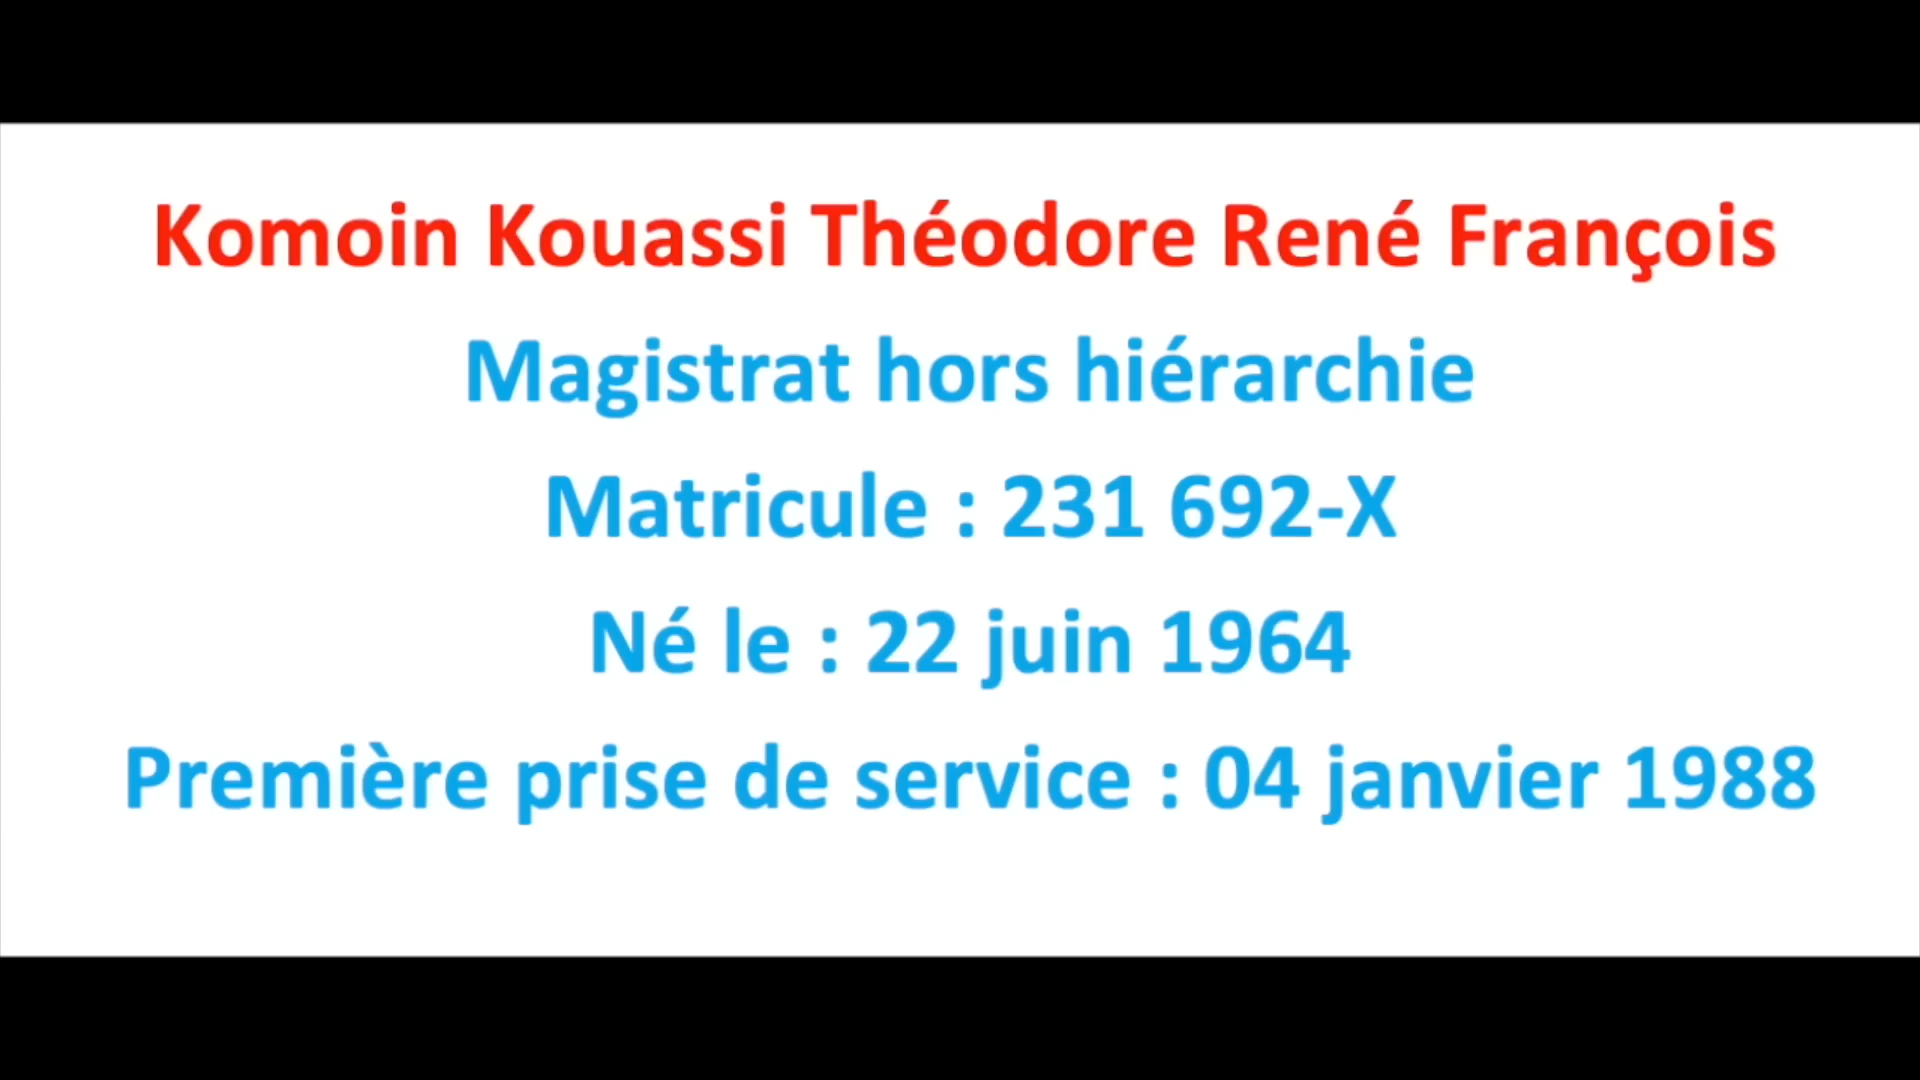 Komoin Kouassi Théodore René François
Magistrat hors hiérarchie
Matricule : 231 692-X
Né le : 22 juin 1964
Première prise de service : 04 janvier 1988